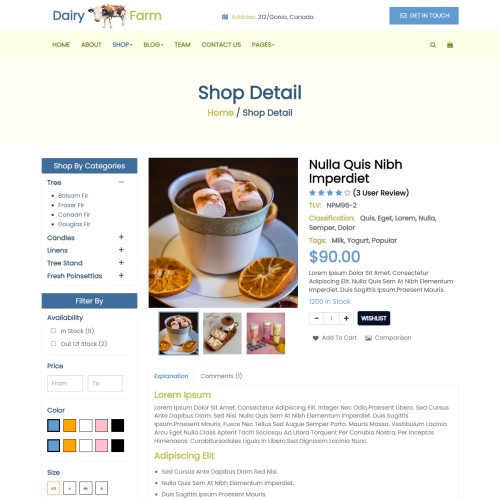 Dairy Farm
Address: 312/Gonia, Canada
GET IN TOUCH
HOME ABOUT SHOP BLOG TEAM CONTACT US PAGES
Shop Detail
Home / Shop Detail
Shop By Categories
Tree
Balsam Fir
Fraser Fir
Canaan Fir
Douglas Fir
Candles +
Linens +
Tree Stand +
Fresh Poinsettias +
Filter By
Availability
In Stock (11)
Out Of Stock (2)
Price
From To
Color
Size
XS
Nulla Quis Nibh
Imperdiet
(3 User Review)
TLV: NPM96-2
Classification: Quis, Eget, Lorem, Nulla,
Semper, Dolor
Tags: Milk, Yogurt, Popular
$90.00
Lorem Ipsum Dolor Sit Amet, Consectetur
Adipiscing Elit. Nulla Sem At Nibh Elementum
Imperdiet. Duis Sagittis Ipsum.Praesent Mauris.
1200 In Stock
- 1 + WISHLIST
Add To Cart Comparison
Explanation Comments (1)
Lorem Ipsum
Lorem Ipsum Dolor Sit Amet, Consectetur Adipiscing Elit. Integer Nec Odio.Praesent Libero. Sed Cursus
Ante Dapibus Diam. Sed Nisi. Nulla Quis Sem At Nibh Elementum Imperdiet. Duis Sagittis
Ipsum.Praesent Mauris. Fusce Nec Tellus Sed Augue Semper Porta. Mauris Massa. Vestibulum Lacinia
Arcu Eget Nulla.Class Aptent Taciti Sociosqu Ad Litora Torquent Per Conubia Nostra, Per Inceptos
Himenaeos. Curabitursodales Ligula In Libero.Sed Dignissim Lacinia Nunc.
Adipiscing Elit
Sed Cursus Ante Dapibus Diam Sed Nisi.
Nulla Quis Sem At Nibh Elementum Imperdiet.
Duis Sagittis Ipsum Praesent Mauris.